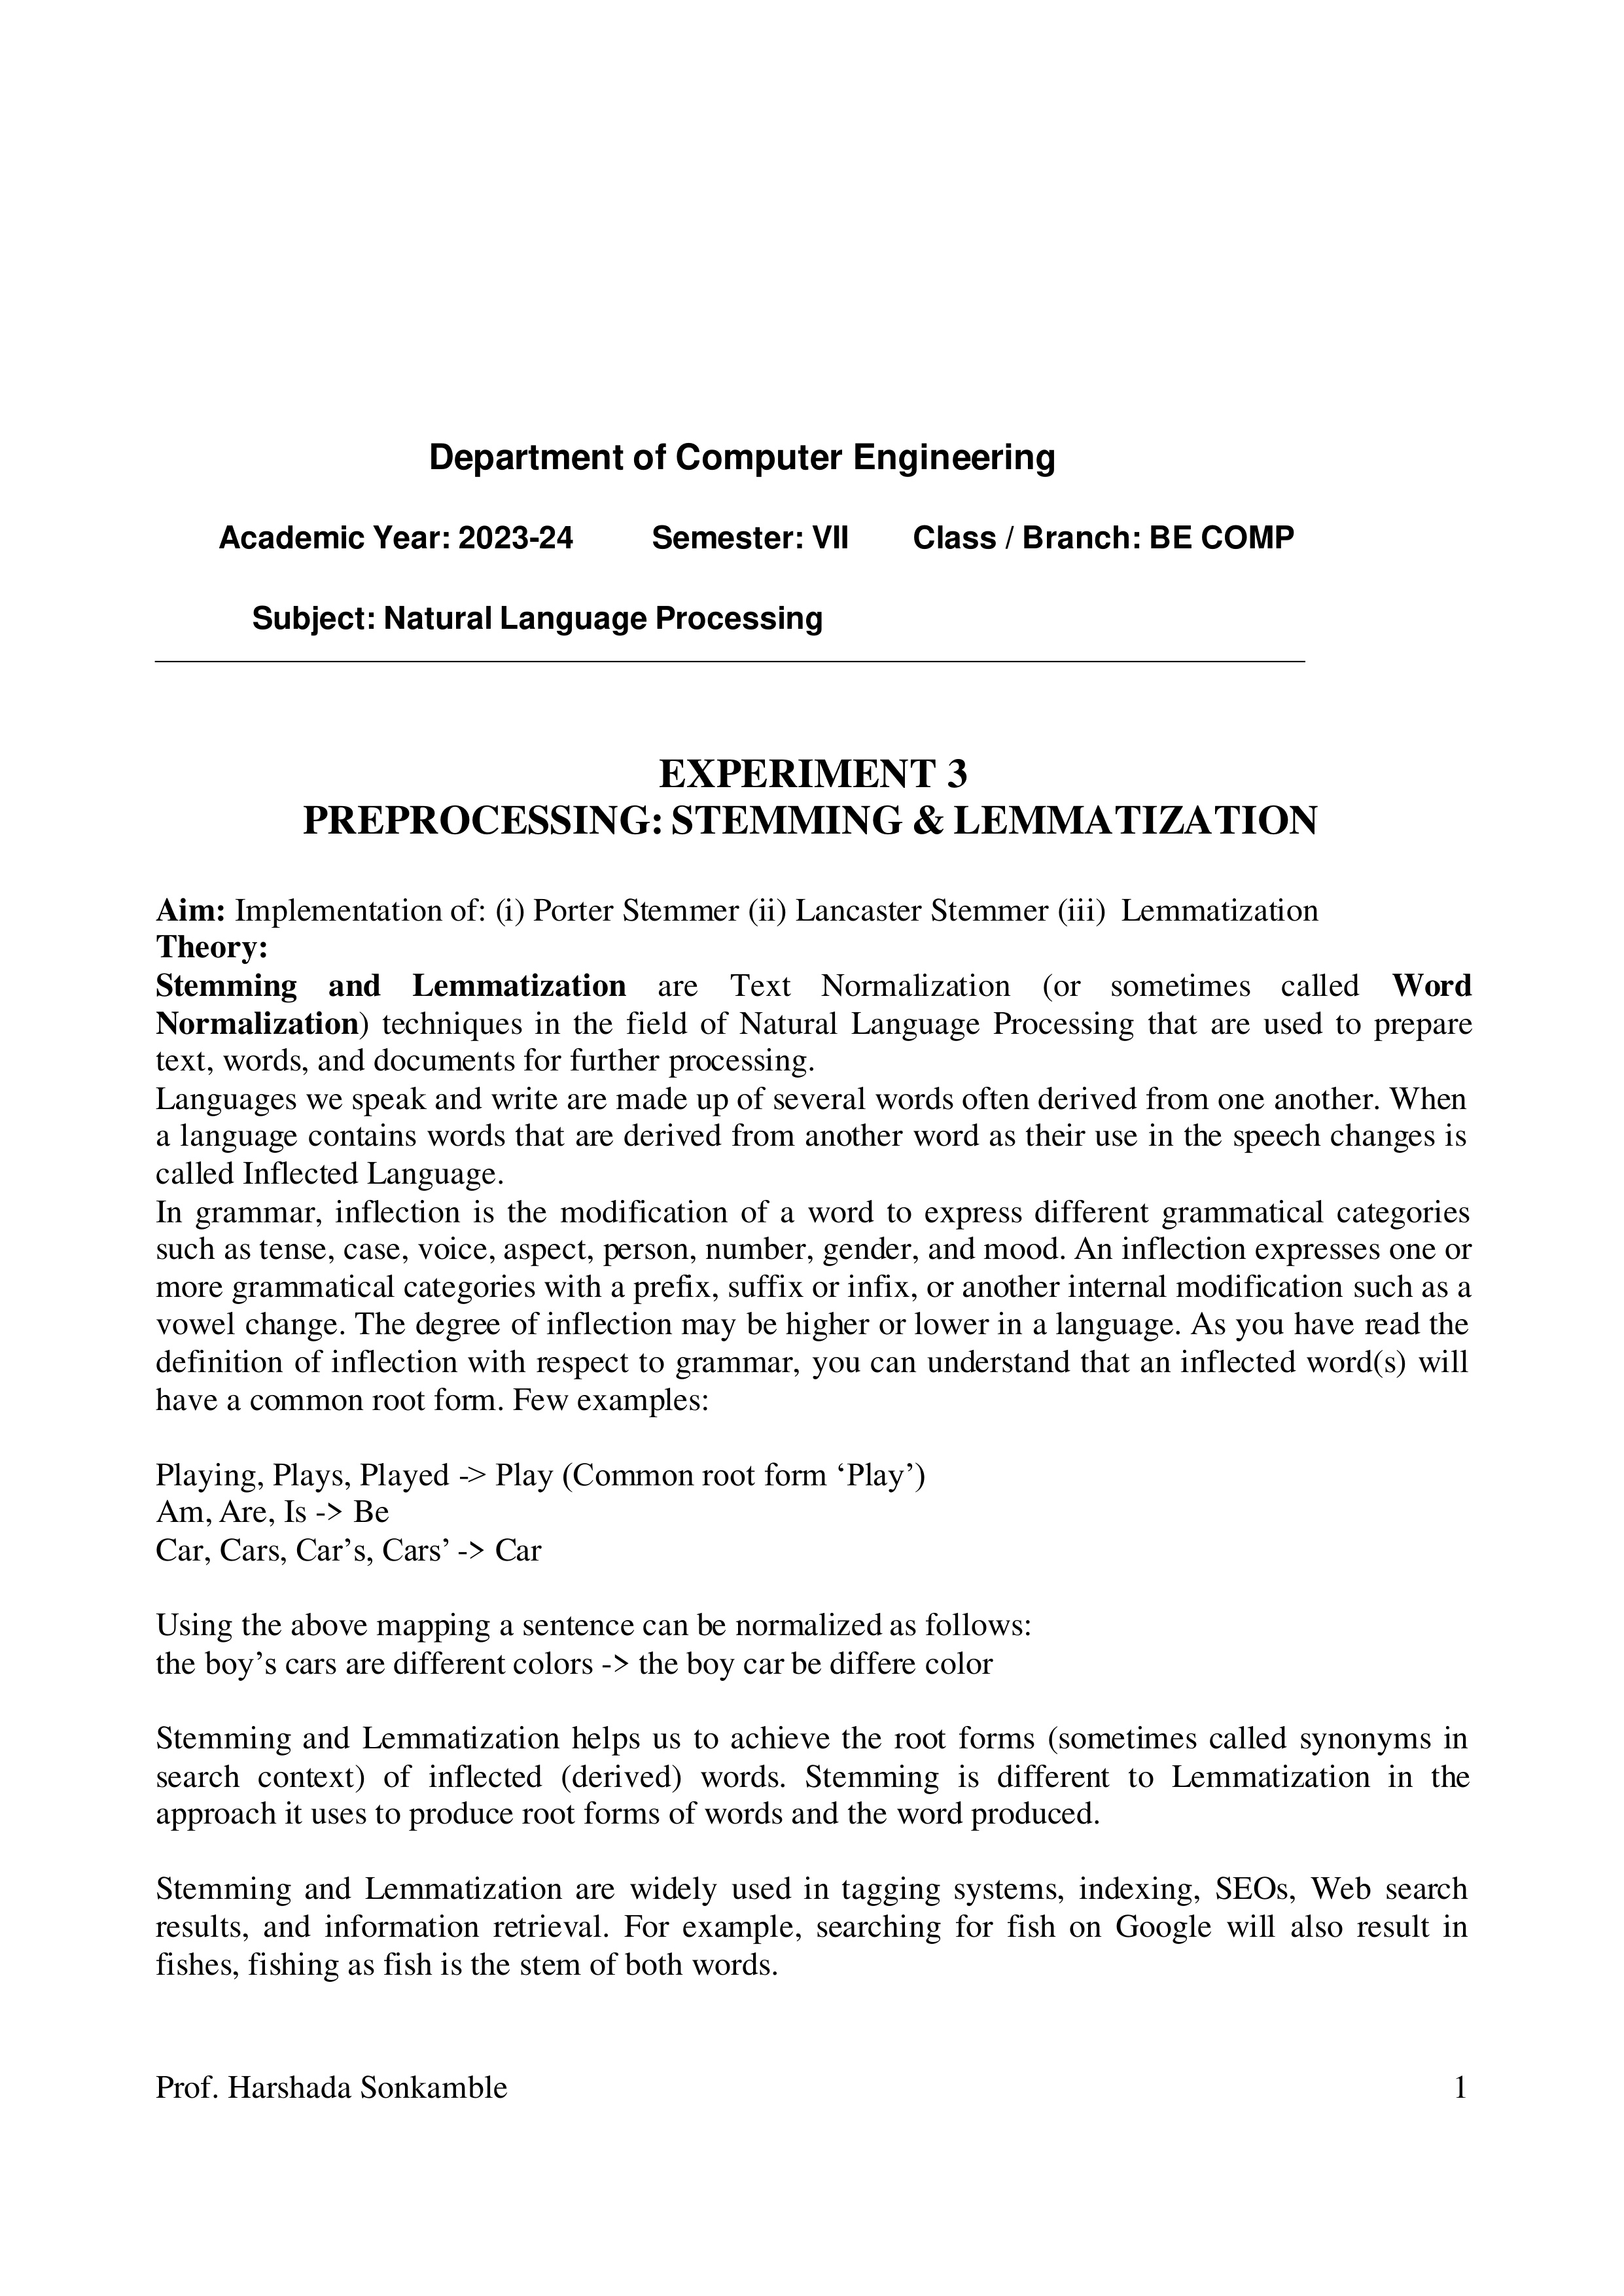 Department of Computer Engineering
Academic Year: 2023-24 Semester: VII Class / Branch: BE COMP
Subject: Natural Language Processing
EXPERIMENT 3
PREPROCESSING: STEMMING & LEMMATIZATION
Aim: Implementation of: (i) Porter Stemmer (ii) Lancaster Stemmer (iii) Lemmatization
Theory:
Stemming and Lemmatization are Text Normalization (or sometimes called Word
Normalization) techniques in the field of Natural Language Processing that are used to prepare
text, words, and documents for further processing.
Languages we speak and write are made up of several words often derived from one another. When
a language contains words that are derived from another word as their use in the speech changes is
called Inflected Language.
In grammar, inflection is the modification of a word to express different grammatical categories
such as tense, case, voice, aspect, person, number, gender, and mood. An inflection expresses one or
more grammatical categories with a prefix, suffix or infix, or another internal modification such as a
vowel change. The degree of inflection may be higher or lower in a language. As you have read the
definition of inflection with respect to grammar, you can understand that an inflected word(s) will
have a common root form. Few examples:
Playing, Plays, Played -> Play (Common root form ‘Play’)
Am, Are, Is -> Be
Car, Cars, Car’s, Cars’ -> Car
Using the above mapping a sentence can be normalized as follows:
the boy’s cars are different colors -> the boy car be differe color
Stemming and Lemmatization helps us to achieve the root forms (sometimes called synonyms in
search context) of inflected (derived) words. Stemming is different to Lemmatization in the
approach it uses to produce root forms of words and the word produced.
Stemming and Lemmatization are widely used in tagging systems, indexing, SEOs, Web search
results, and information retrieval. For example, searching for fish on Google will also result in
fishes, fishing as fish is the stem of both words.
Prof. Harshada Sonkamble 1